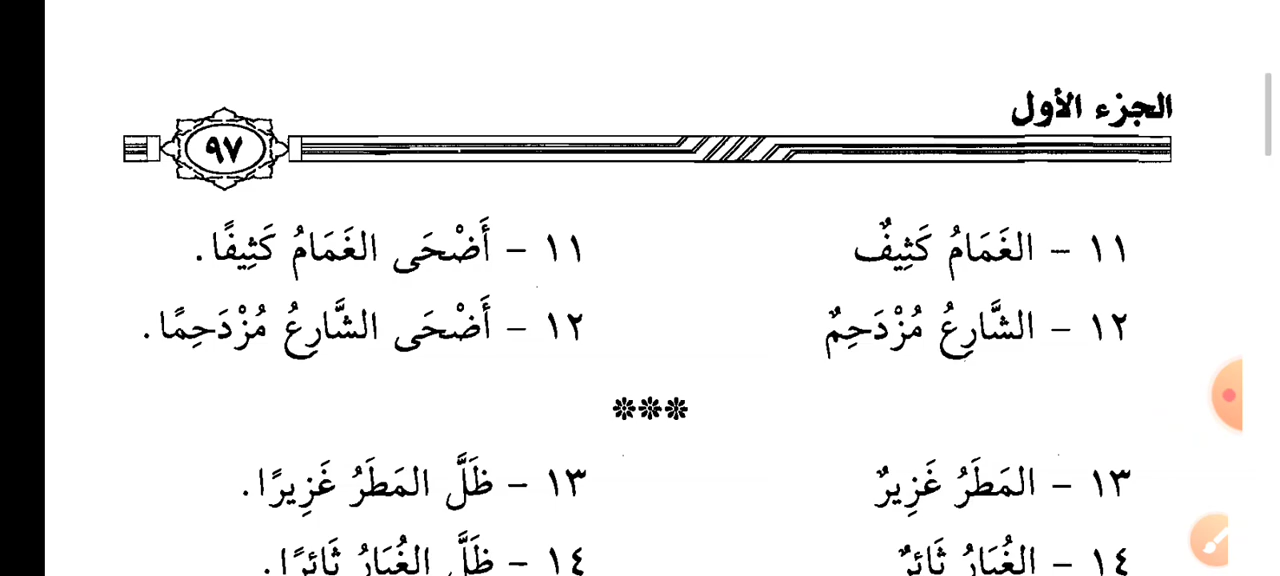 الجزء الأول
٩٧
١١ - الغَمَامُ كَثِيفٌ
١١ - أَضْحَى الغَمَامُ كَثِيفًا.
١٢ - الشَّارِعُ مُزْدَحِمٌ
١٢ - أَضْحَى الشَّارِعُ مُزْدَحِمًا.
***
١٣ - المَطَرُ غَزِيرٌ
١٣ - ظَلَّ المَطَرُ غَزِيرًا.
١٤ - الغُبَارُ ثَائِرٌ
١٤ - ظَلَّ الغُبَارُ ثَائِرًا.